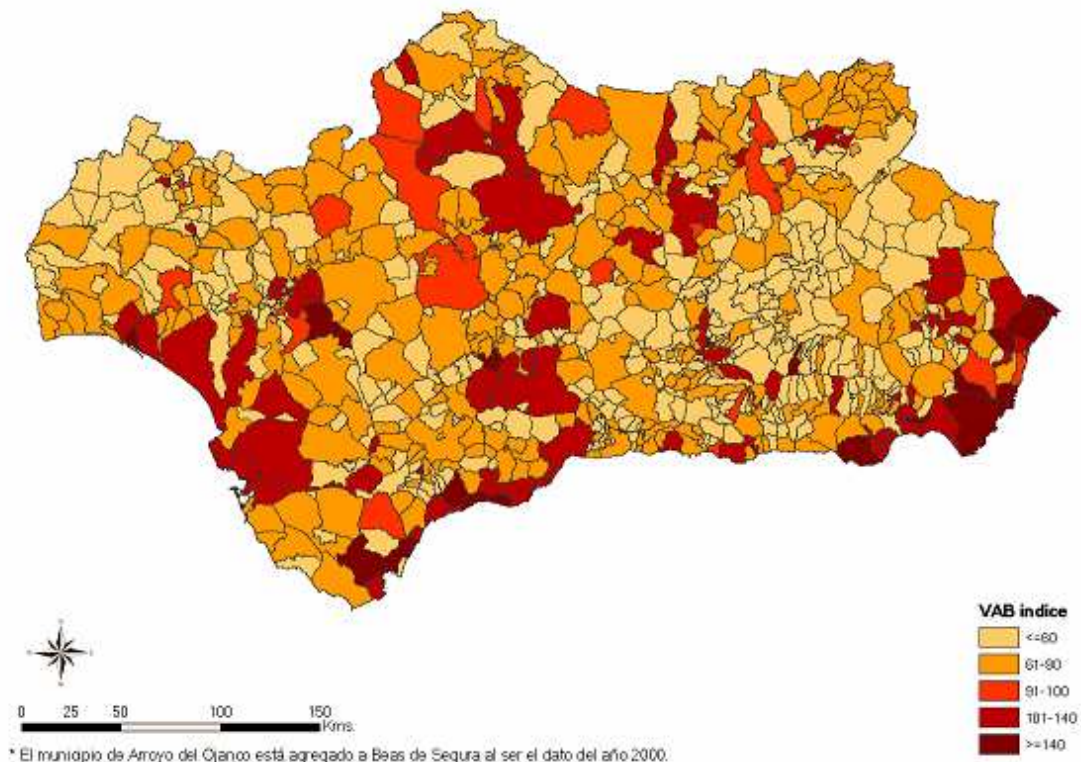 VAB indice
<=60
61-90
91-100
101-140
>=140
0 25 50 100 150
Kms.
* El municipio de Arroyo del Ojanco está agregado a Beas de Segura al ser el dato del año 2000.